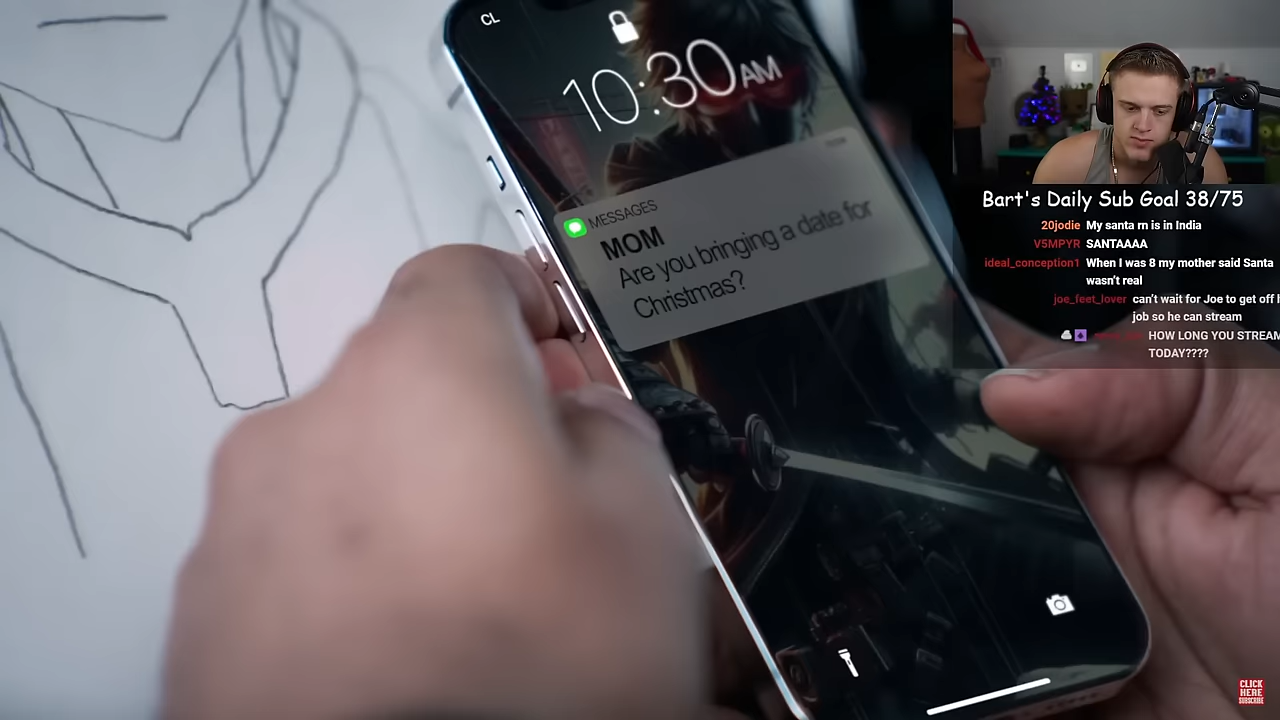 CL
10:30 AM
MESSAGES
MOM
Are you bringing a date for
Christmas?
Bart's Daily Sub Goal 38/75
20jodie My santa rn is in India
V5MPYR SANTAAAA
ideal_conception1 When I was 8 my mother said Santa
wasn't real
joe_feet_lover can't wait for Joe to get off
job so he can stream
HOW LONG YOU STREAM
TODAY????
CLICK
HERE
SUBSCRIBE